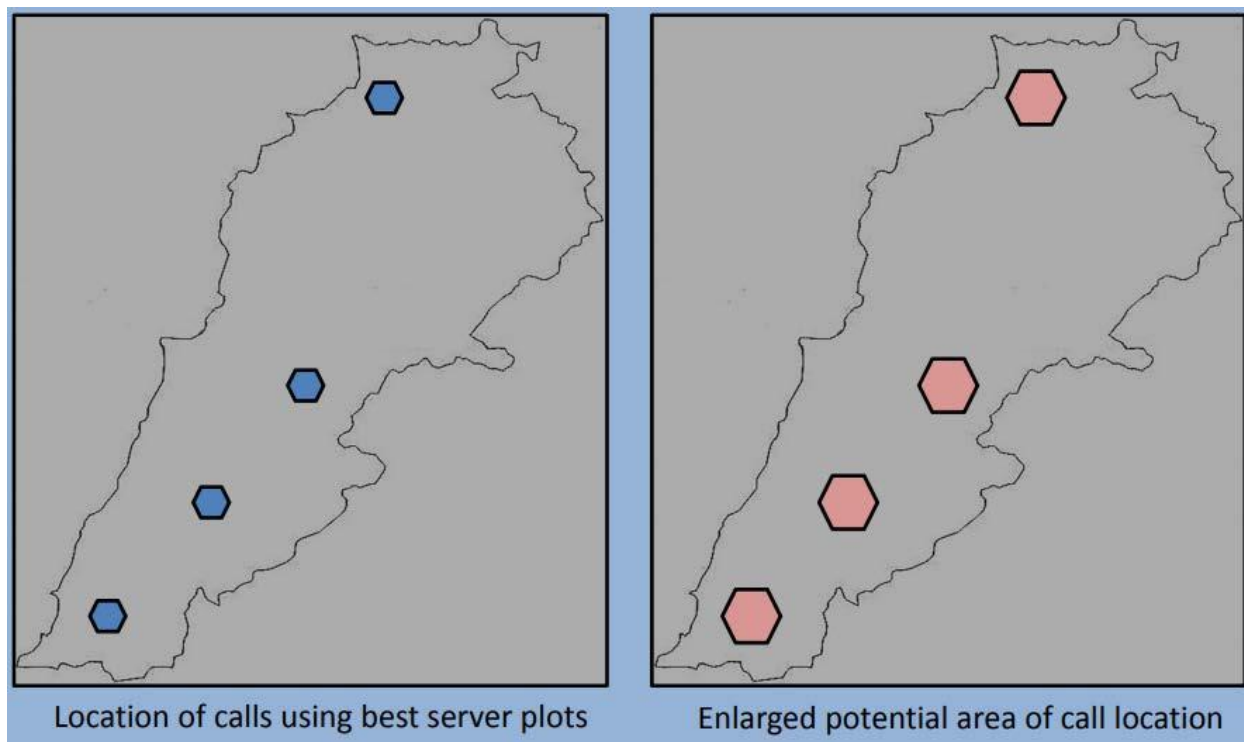 Location of calls using best server plots
Enlarged potential area of call location